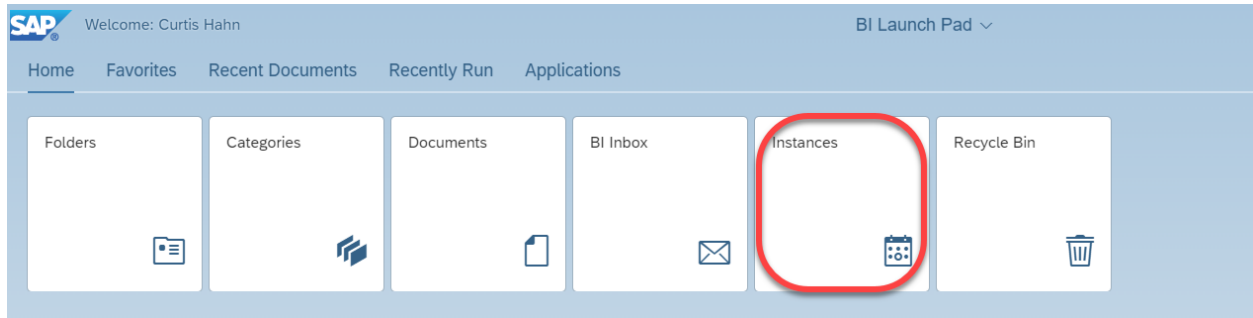 SAP ® Welcome: Curtis Hahn BI Launch Pad
Home Favorites Recent Documents Recently Run Applications
Folders Categories Documents BI Inbox Instances Recycle Bin